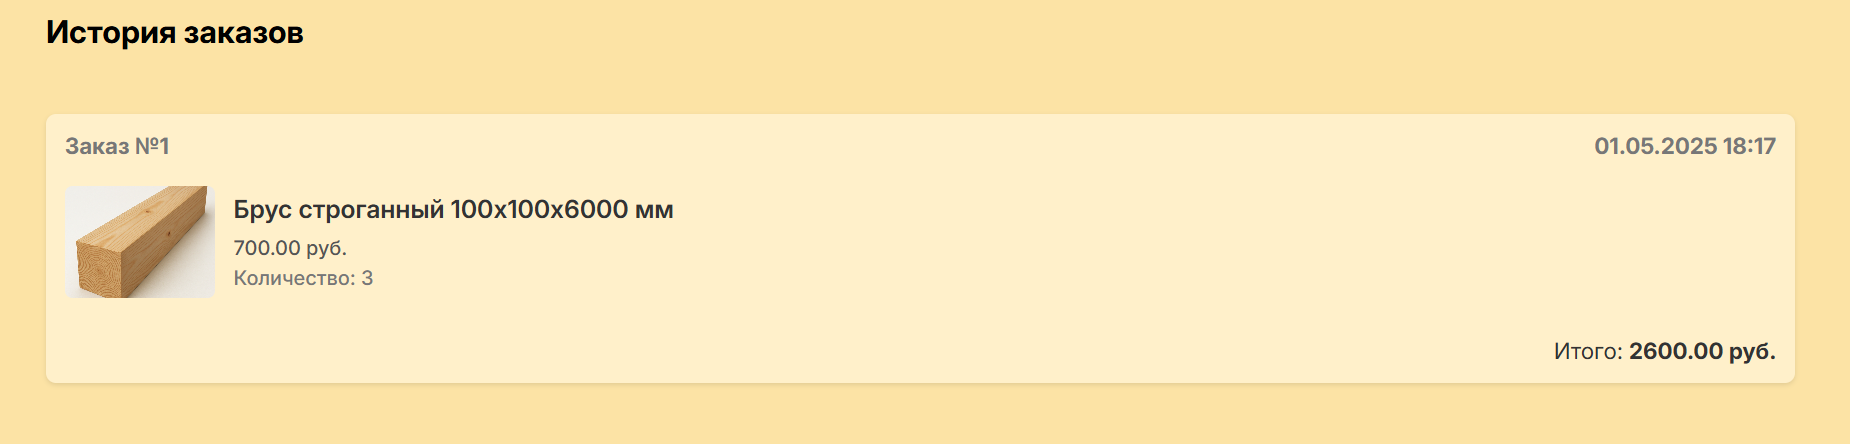 История заказов
Заказ №1
01.05.2025 18:17
Брус строганный 100х100х6000 мм
700.00 руб.
Количество: 3
Итого: 2600.00 руб.